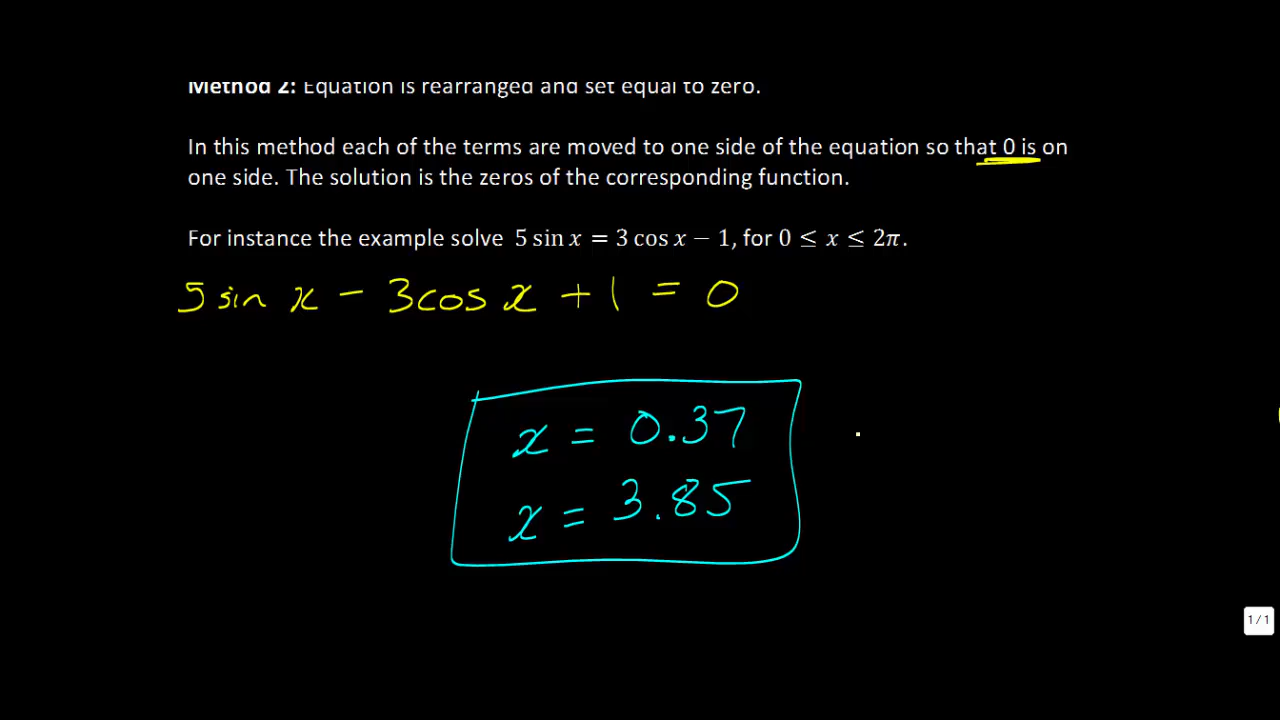 Method 2: Equation is rearranged and set equal to zero.
In this method each of the terms are moved to one side of the equation so that 0 is on
one side. The solution is the zeros of the corresponding function.
For instance the example solve 5 sin x = 3 cos x − 1, for 0 ≤ x ≤ 2π.
5 sin x − 3 cos x + 1 = 0
x = 0.37
x = 3.85
1 / 1